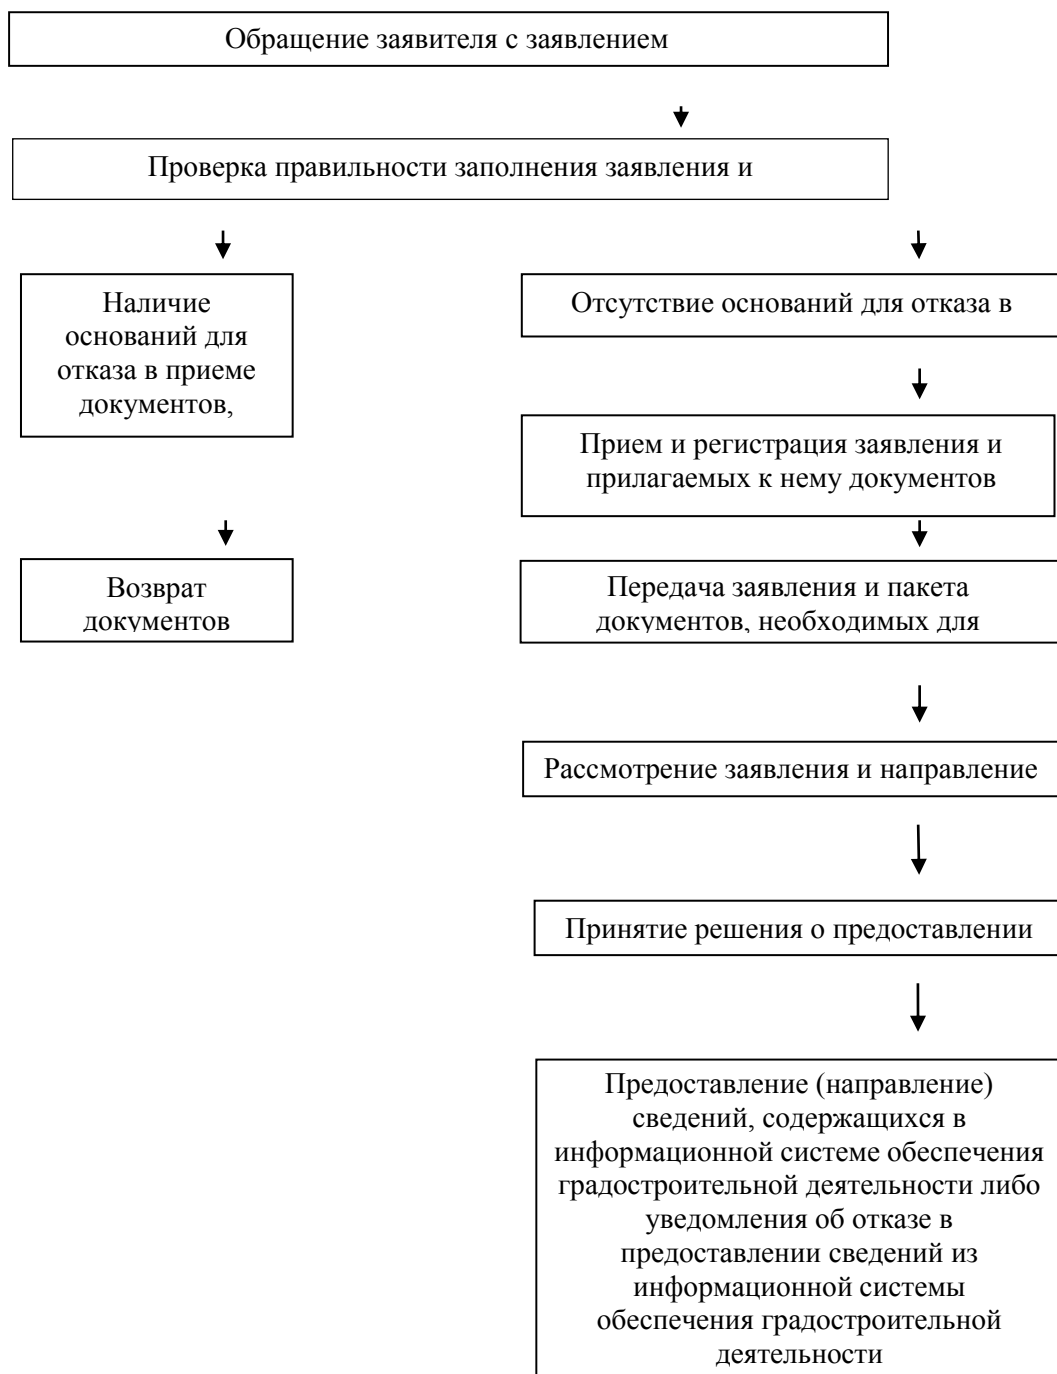 Обращение заявителя с заявлением
Проверка правильности заполнения заявления и
Наличие
оснований для
отказа в приеме
документов,
Возврат
документов
Отсутствие оснований для отказа в
Прием и регистрация заявления и
прилагаемых к нему документов
Передача заявления и пакета
документов, необходимых для
Рассмотрение заявления и направление
Принятие решения о предоставлении
Предоставление (направление)
сведений, содержащихся в
информационной системе обеспечения
градостроительной деятельности либо
уведомления об отказе в
предоставлении сведений из
информационной системы
обеспечения градостроительной
деятельности